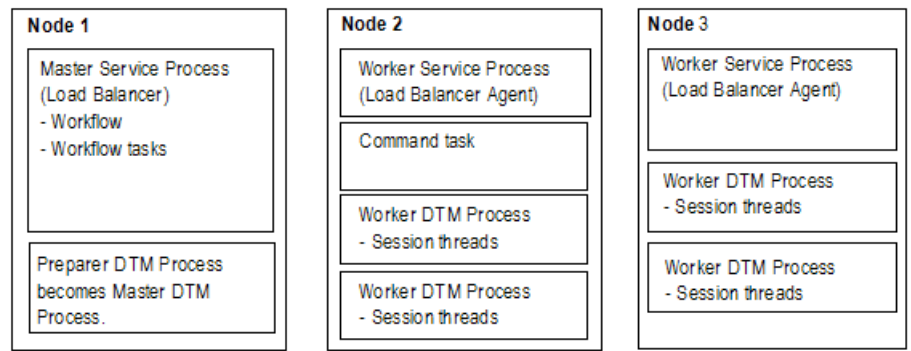 Node 1
Master Service Process
(Load Balancer)
- Workflow
- Workflow tasks
Preparer DTM Process
becomes Master DTM
Process.
Node 2
Worker Service Process
(Load Balancer Agent)
Command task
Worker DTM Process
- Session threads
Worker DTM Process
- Session threads
Node 3
Worker Service Process
(Load Balancer Agent)
Worker DTM Process
- Session threads
Worker DTM Process
- Session threads